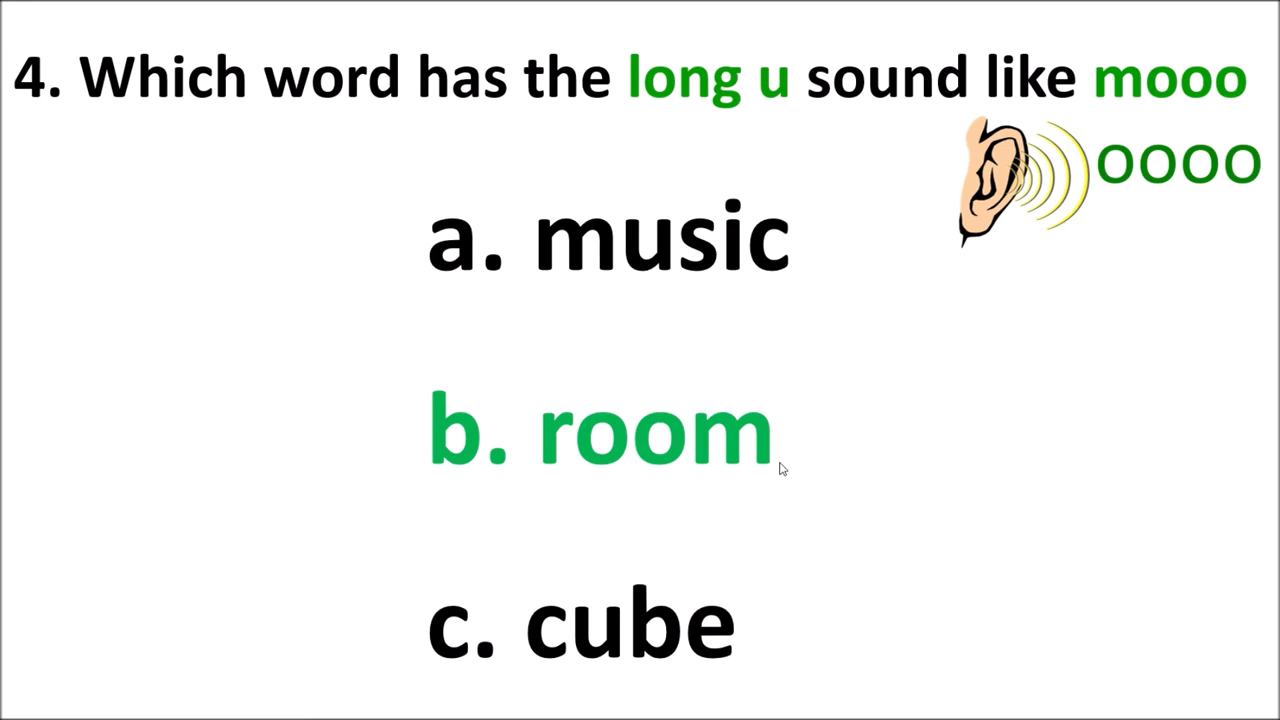 4. Which word has the long u sound like mooo
oooo
a. music
b. room
c. cube